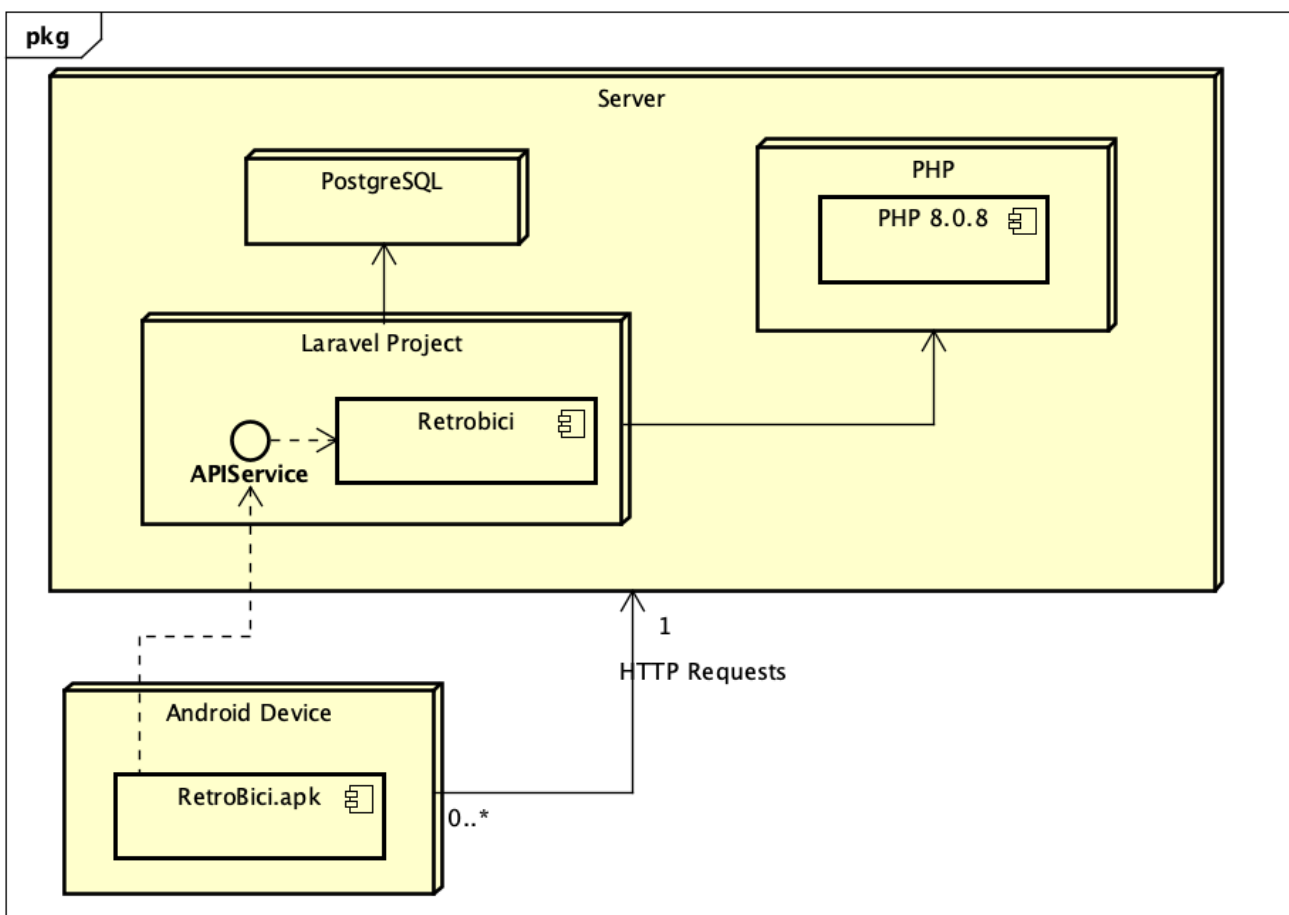 pkg
Server
PostgreSQL
PHP
PHP 8.0.8
Laravel Project
Retrobici
APIService
1
HTTP Requests
Android Device
RetroBici.apk
0..*